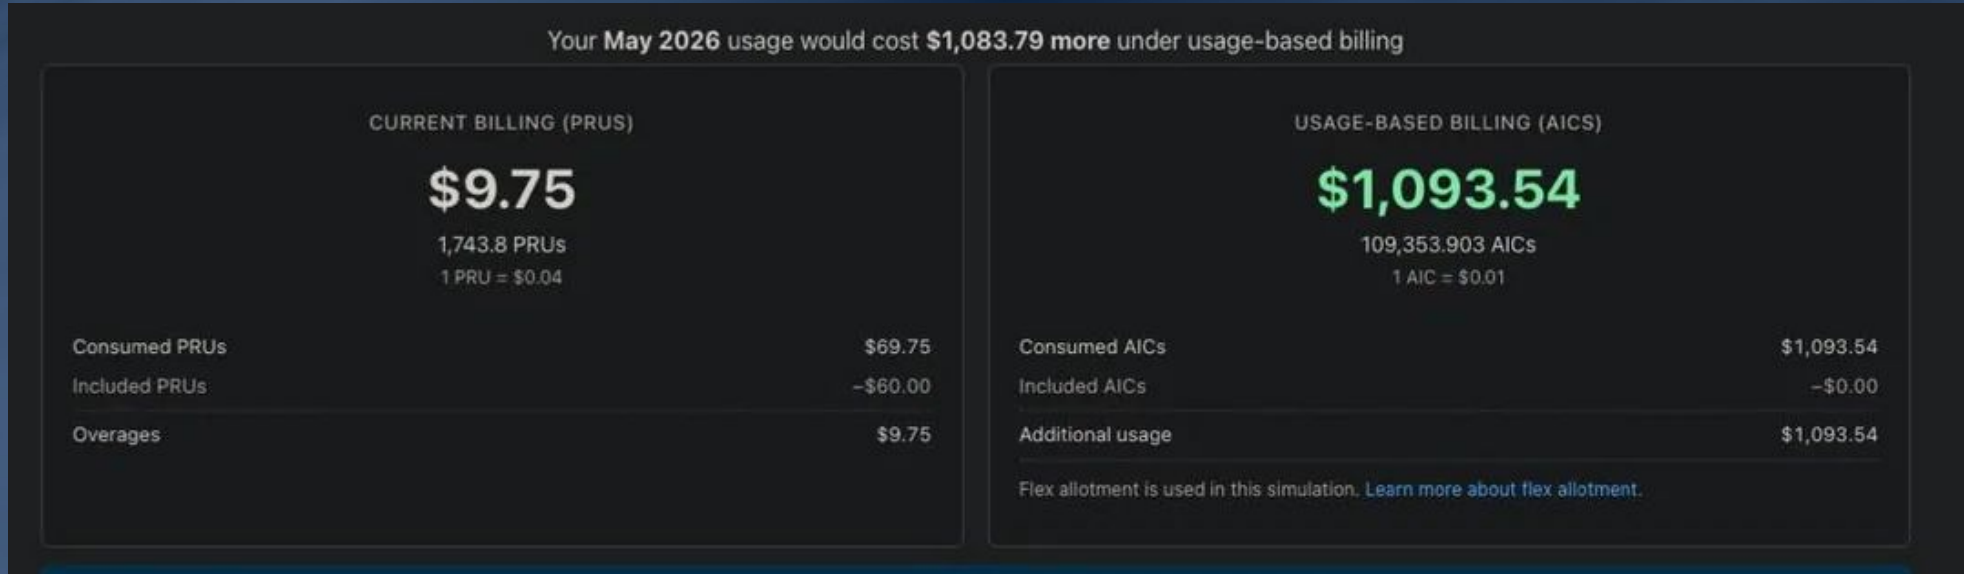 Your May 2026 usage would cost $1,083.79 more under usage-based billing
CURRENT BILLING (PRUS)
$9.75
1,743.8 PRUs
1 PRU = $0.04
Consumed PRUs $69.75
Included PRUs –$60.00
Overages $9.75
USAGE-BASED BILLING (AICS)
$1,093.54
109,353.903 AICs
1 AIC = $0.01
Consumed AICs $1,093.54
Included AICs –$0.00
Additional usage $1,093.54
Flex allotment is used in this simulation. Learn more about flex allotment.